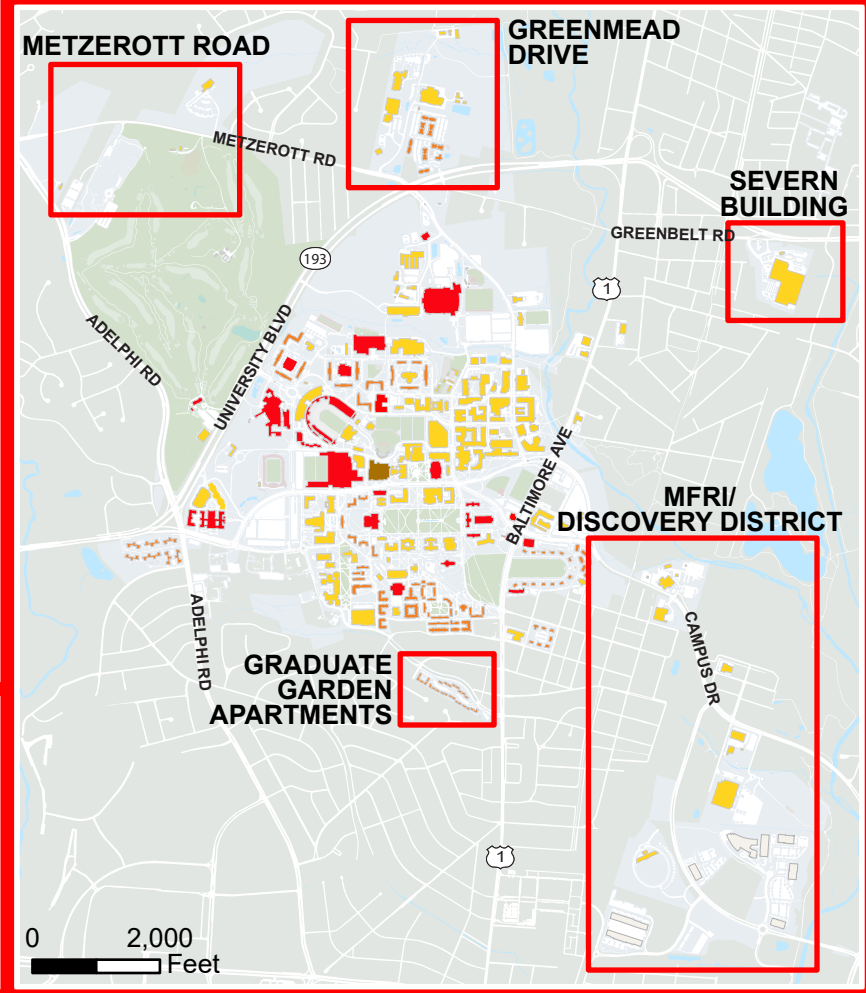 METZEROTT ROAD
GREENMEAD
DRIVE
METZEROTT RD
SEVERN
BUILDING
GREENBELT RD
193
1
ADELPHI RD
UNIVERSITY BLVD
BALTIMORE AVE
MFRI/
DISCOVERY DISTRICT
ADELPHI RD
CAMPUS DR
GRADUATE
GARDEN
APARTMENTS
1
0 2,000
Feet